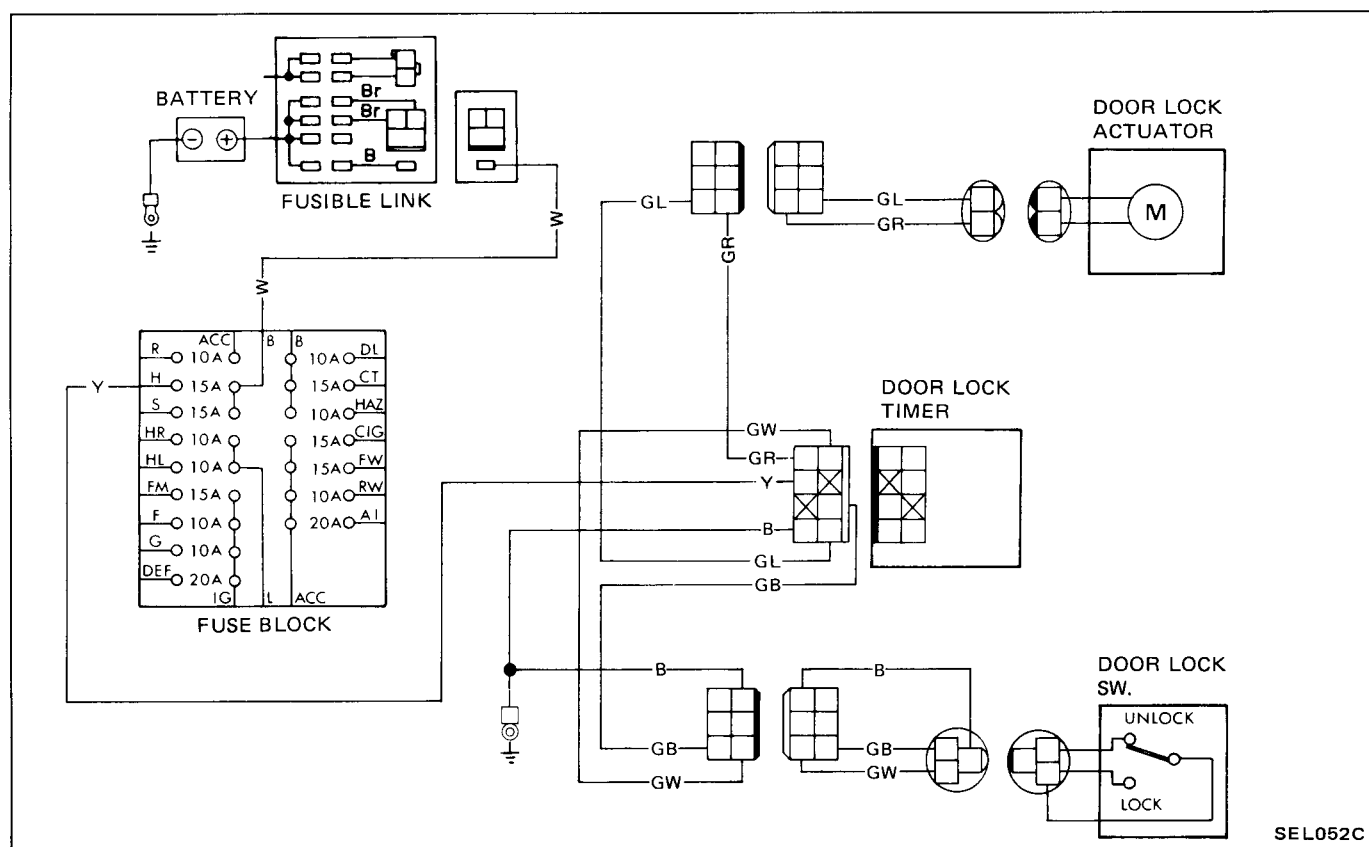 BATTERY
− +
Br
Br
B
FUSIBLE LINK
W
W
DOOR LOCK
ACTUATOR
GL
GL
GR
GR
M
ACC B B
R 10A 10A DL
Y H 15A 15A CT
S 15A 10A HAZ
HR 10A 15A CIG
HL 10A 15A FW
FM 15A 10A RW
F 10A 20A AI
G 10A
DEF 20A
IG L ACC
FUSE BLOCK
DOOR LOCK
TIMER
GW
GR
Y
B
GL
GB
B
B
GB
GW
GB
GW
DOOR LOCK
SW.
UNLOCK
LOCK
SEL052C